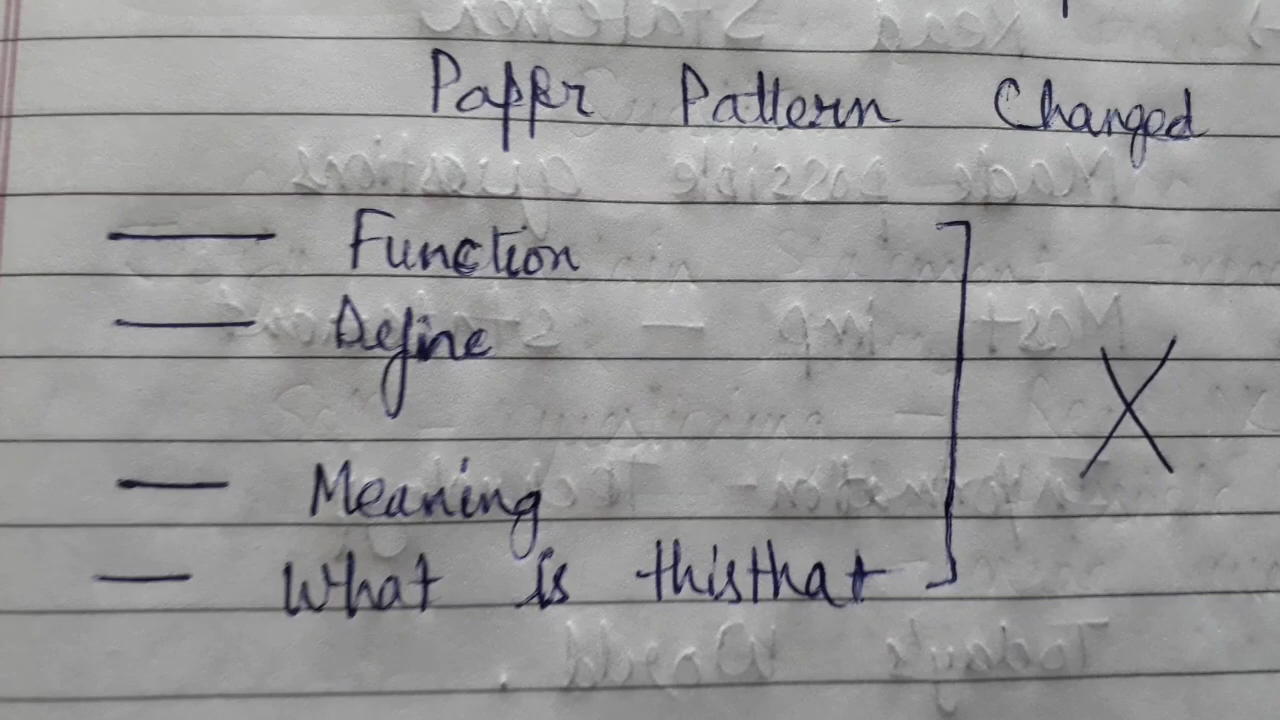 Paper Pattern Changed
— Function
— Define
— Meaning
— What is thisthat